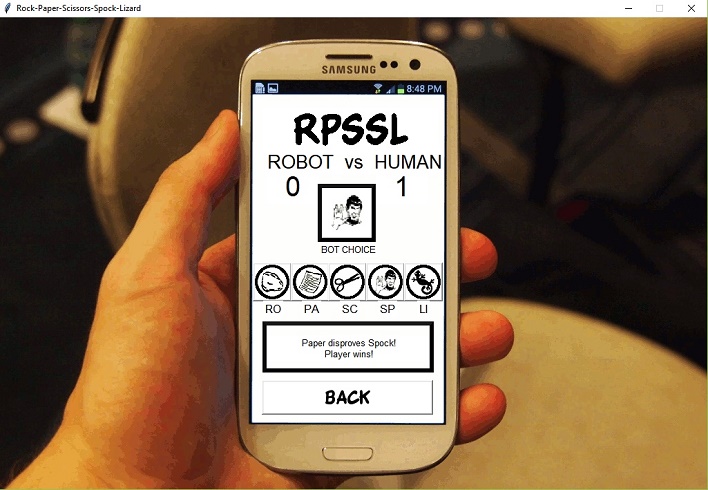 Rock-Paper-Scissors-Spock-Lizard
SAMSUNG
8:48 PM
RPSSL
ROBOT vs HUMAN
0 1
BOT CHOICE
RO PA SC SP LI
Paper disproves Spock!
Player wins!
BACK